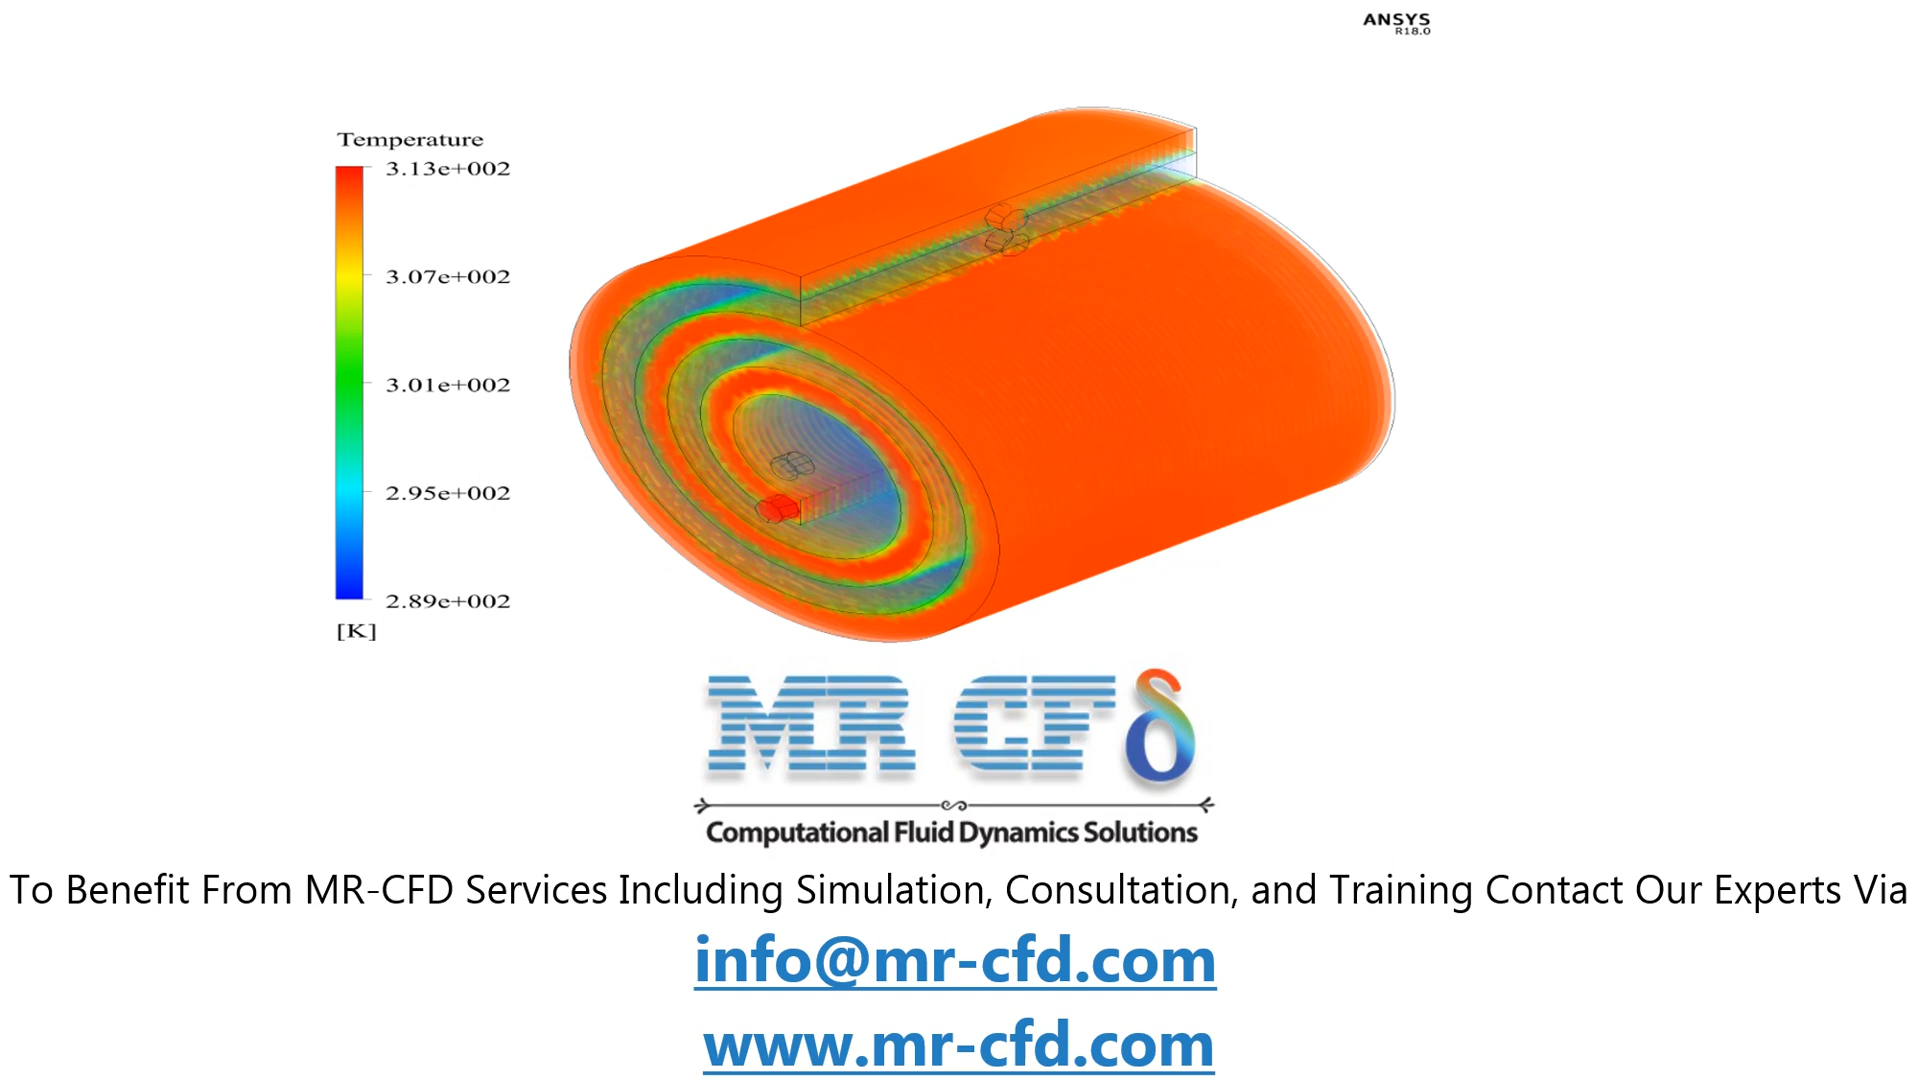 ANSYS
R18.0
Temperature
3.13e+002
3.07e+002
3.01e+002
2.95e+002
2.89e+002
[K]
MR CFδ
Computational Fluid Dynamics Solutions
To Benefit From MR-CFD Services Including Simulation, Consultation, and Training Contact Our Experts Via
info@mr-cfd.com
www.mr-cfd.com